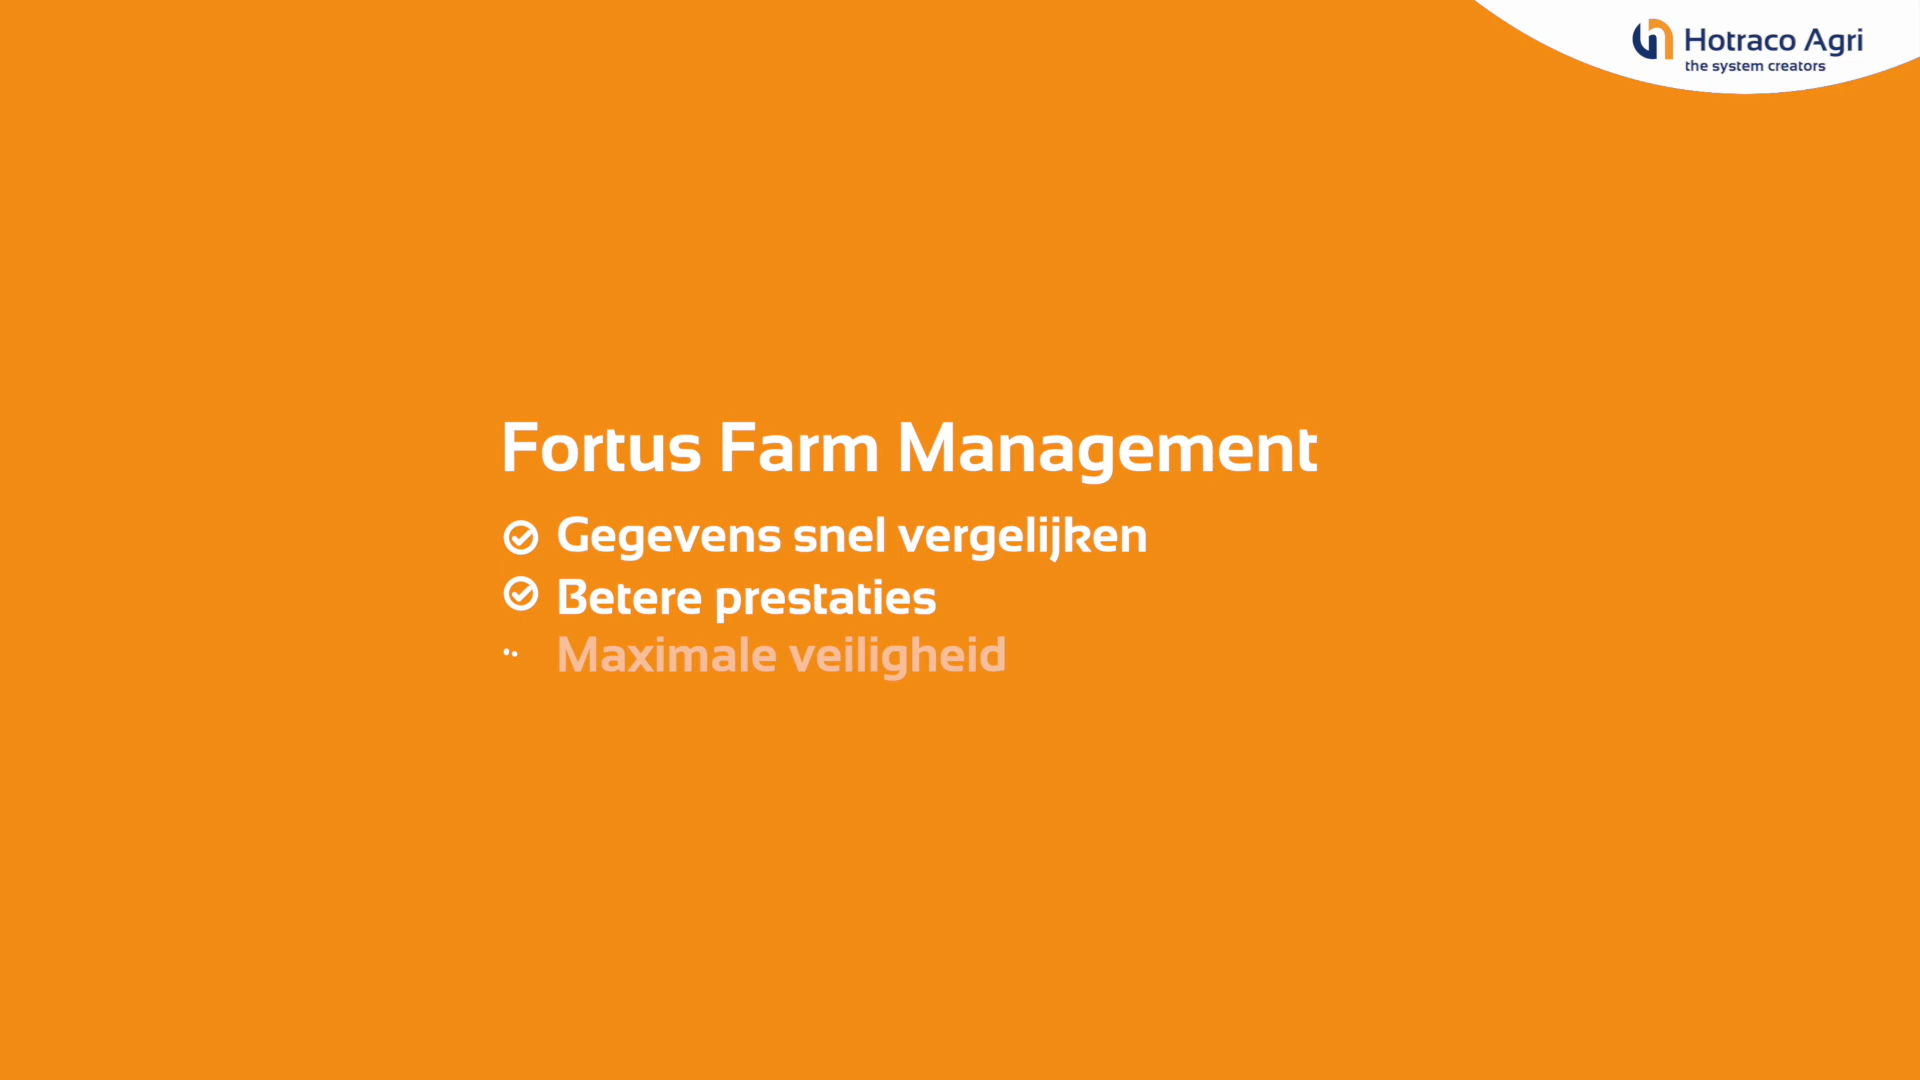 Hotraco Agri
the system creators
Fortus Farm Management
Gegevens snel vergelijken
Betere prestaties
Maximale veiligheid